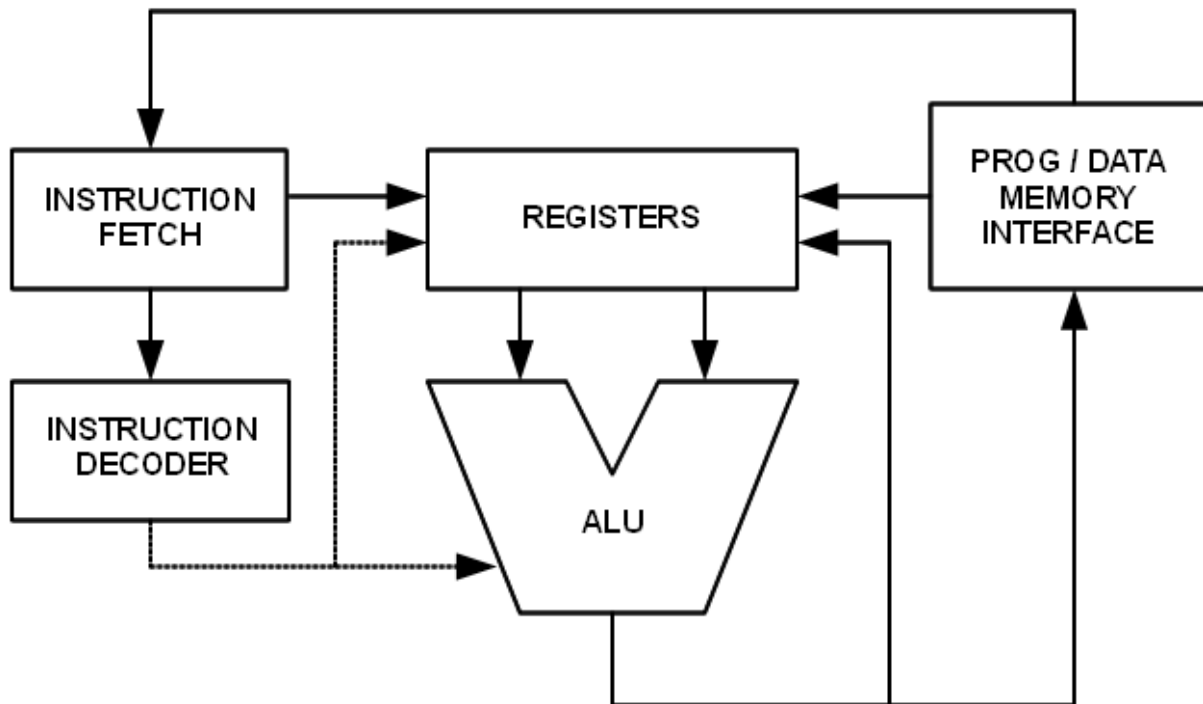 INSTRUCTION
FETCH
REGISTERS
PROG / DATA
MEMORY
INTERFACE
INSTRUCTION
DECODER
ALU